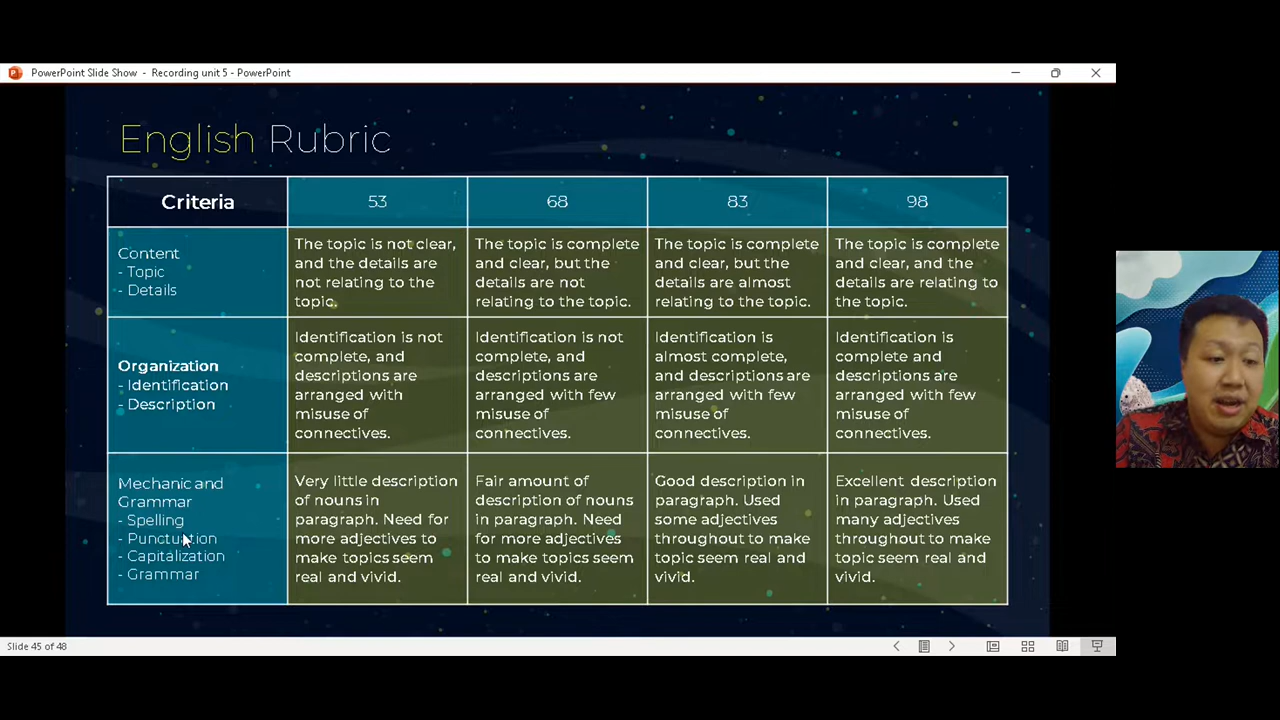 PowerPoint Slide Show - Recording unit 5 - PowerPoint
English Rubric
Criteria
53
68
83
98
Content
- Topic
- Details
The topic is not clear,
and the details are
not relating to the
topic.
The topic is complete
and clear, but the
details are not
relating to the topic.
The topic is complete
and clear, but the
details are almost
relating to the topic.
The topic is complete
and clear, and the
details are relating to
the topic.
Organization
- Identification
- Description
Identification is not
complete, and
descriptions are
arranged with
misuse of
connectives.
Identification is not
complete, and
descriptions are
arranged with few
misuse of
connectives.
Identification is
almost complete,
and descriptions are
arranged with few
misuse of
connectives.
Identification is
complete and
descriptions are
arranged with few
misuse of
connectives.
Mechanic and
Grammar
- Spelling
- Punctuation
- Capitalization
- Grammar
Very little description
of nouns in
paragraph. Need for
more adjectives to
make topics seem
real and vivid.
Fair amount of
description of nouns
in paragraph. Need
for more adjectives
to make topics seem
real and vivid.
Good description in
paragraph. Used
some adjectives
throughout to make
topic seem real and
vivid.
Excellent description
in paragraph. Used
many adjectives
throughout to make
topic seem real and
vivid.
Slide 45 of 48